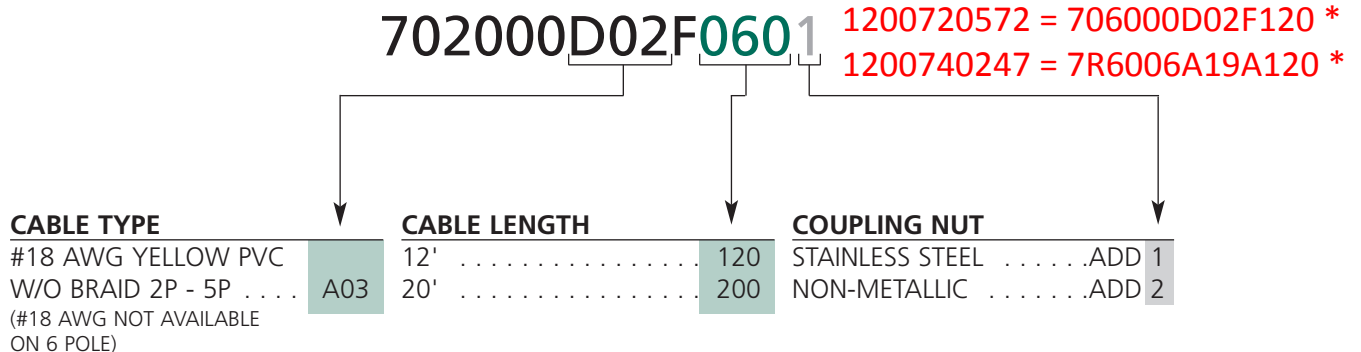 702000D02F0601
1200720572 = 706000D02F120 *
1200740247 = 7R6006A19A120 *
CABLE TYPE
#18 AWG YELLOW PVC
W/O BRAID 2P - 5P . . . . A03
(#18 AWG NOT AVAILABLE
ON 6 POLE)
CABLE LENGTH
12' . . . . . . . . . . . . . . . . 120
20' . . . . . . . . . . . . . . . . 200
COUPLING NUT
STAINLESS STEEL . . . . . .ADD 1
NON-METALLIC . . . . . . .ADD 2